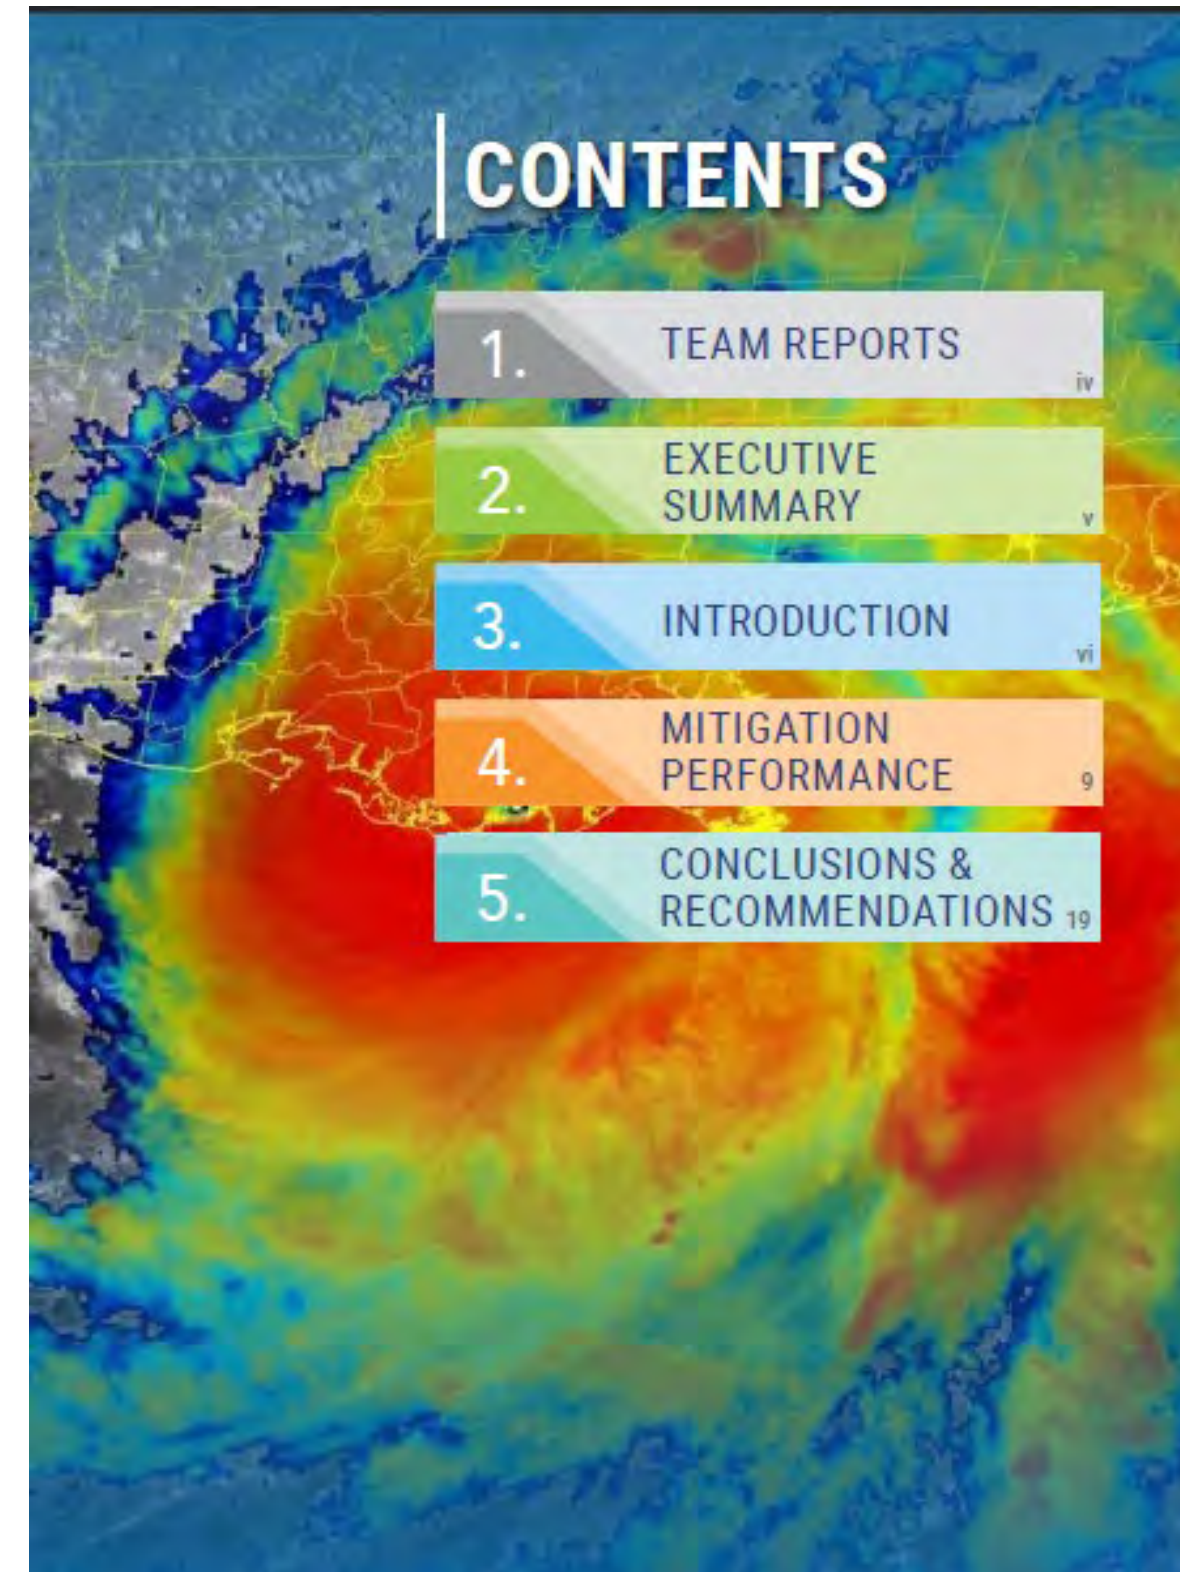 CONTENTS
1.
TEAM REPORTS
iv
2.
EXECUTIVE
SUMMARY
v
3.
INTRODUCTION
vi
4.
MITIGATION
PERFORMANCE
9
5.
CONCLUSIONS &
RECOMMENDATIONS 19